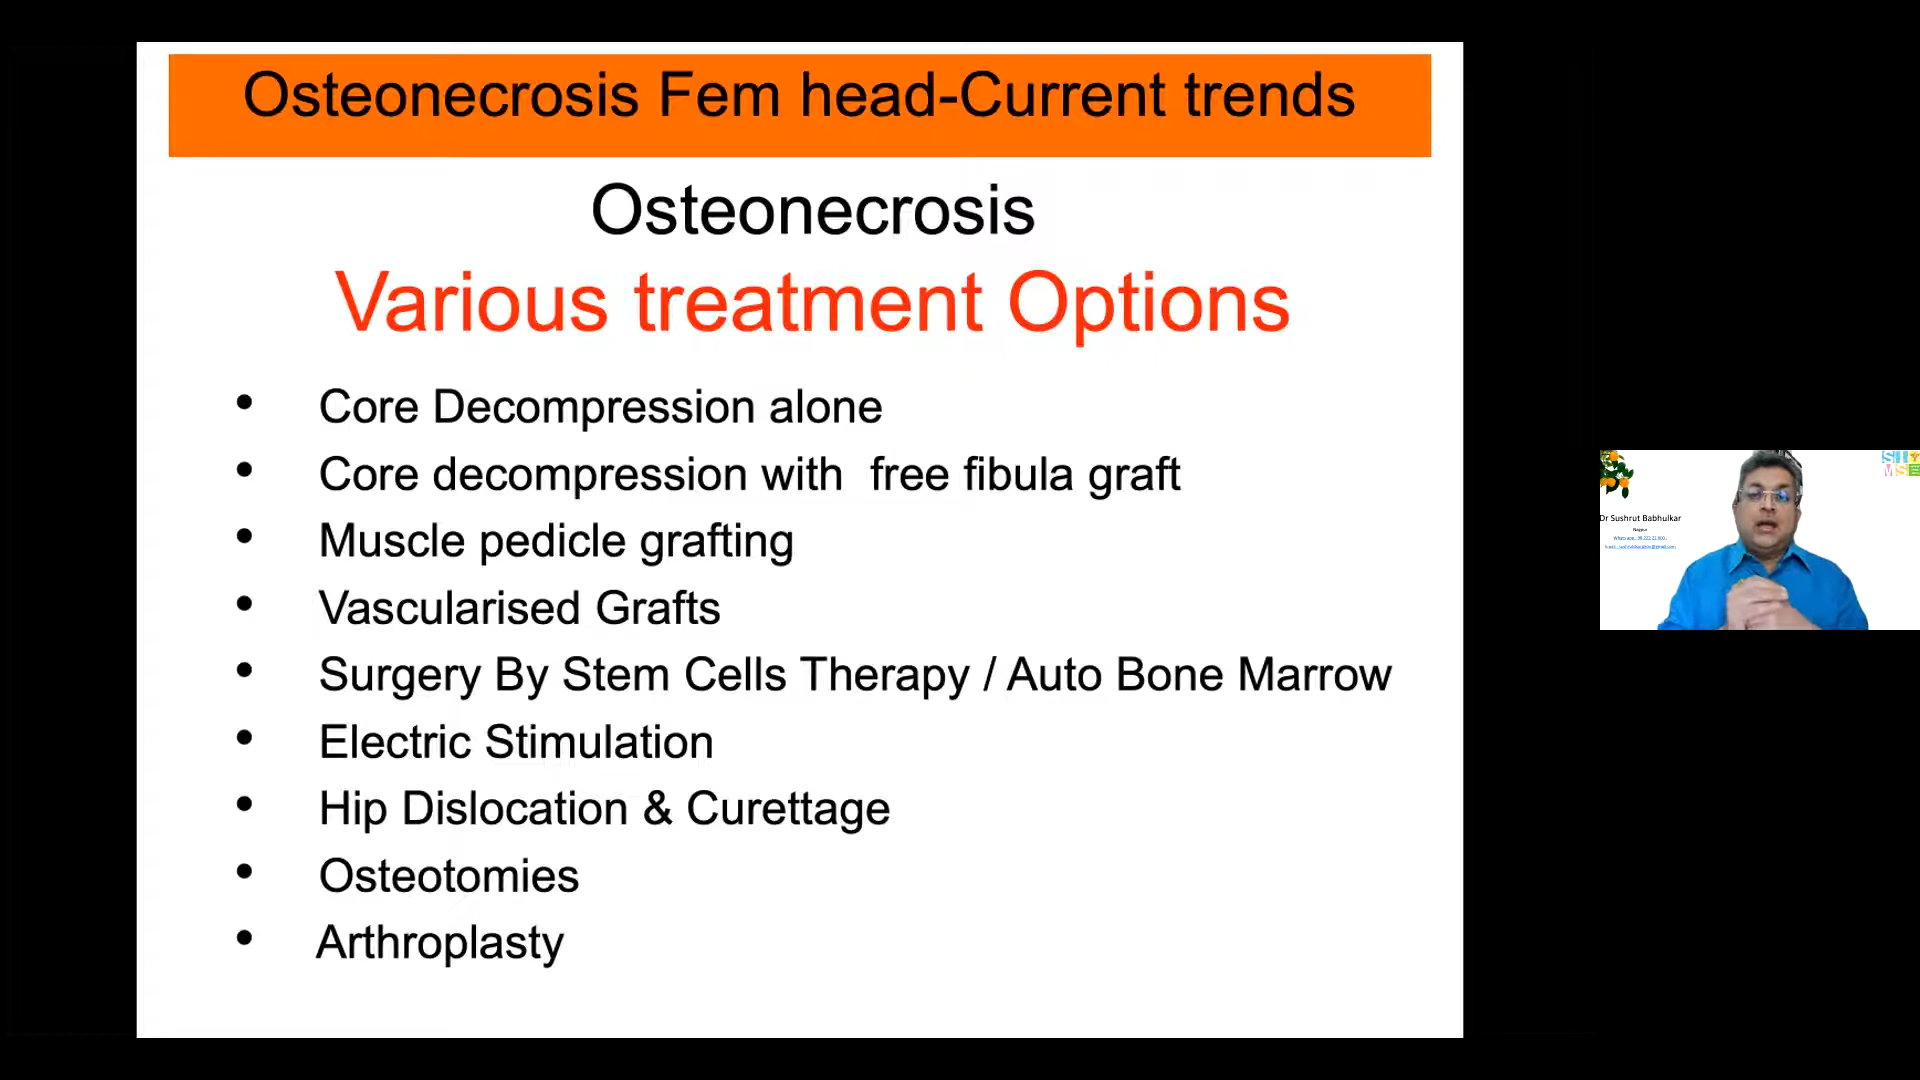 Osteonecrosis Fem head-Current trends
Osteonecrosis
Various treatment Options
• Core Decompression alone
• Core decompression with free fibula graft
• Muscle pedicle grafting
• Vascularised Grafts
• Surgery By Stem Cells Therapy / Auto Bone Marrow
• Electric Stimulation
• Hip Dislocation & Curettage
• Osteotomies
• Arthroplasty
Dr Sushrut Babhulkar
Nagpur